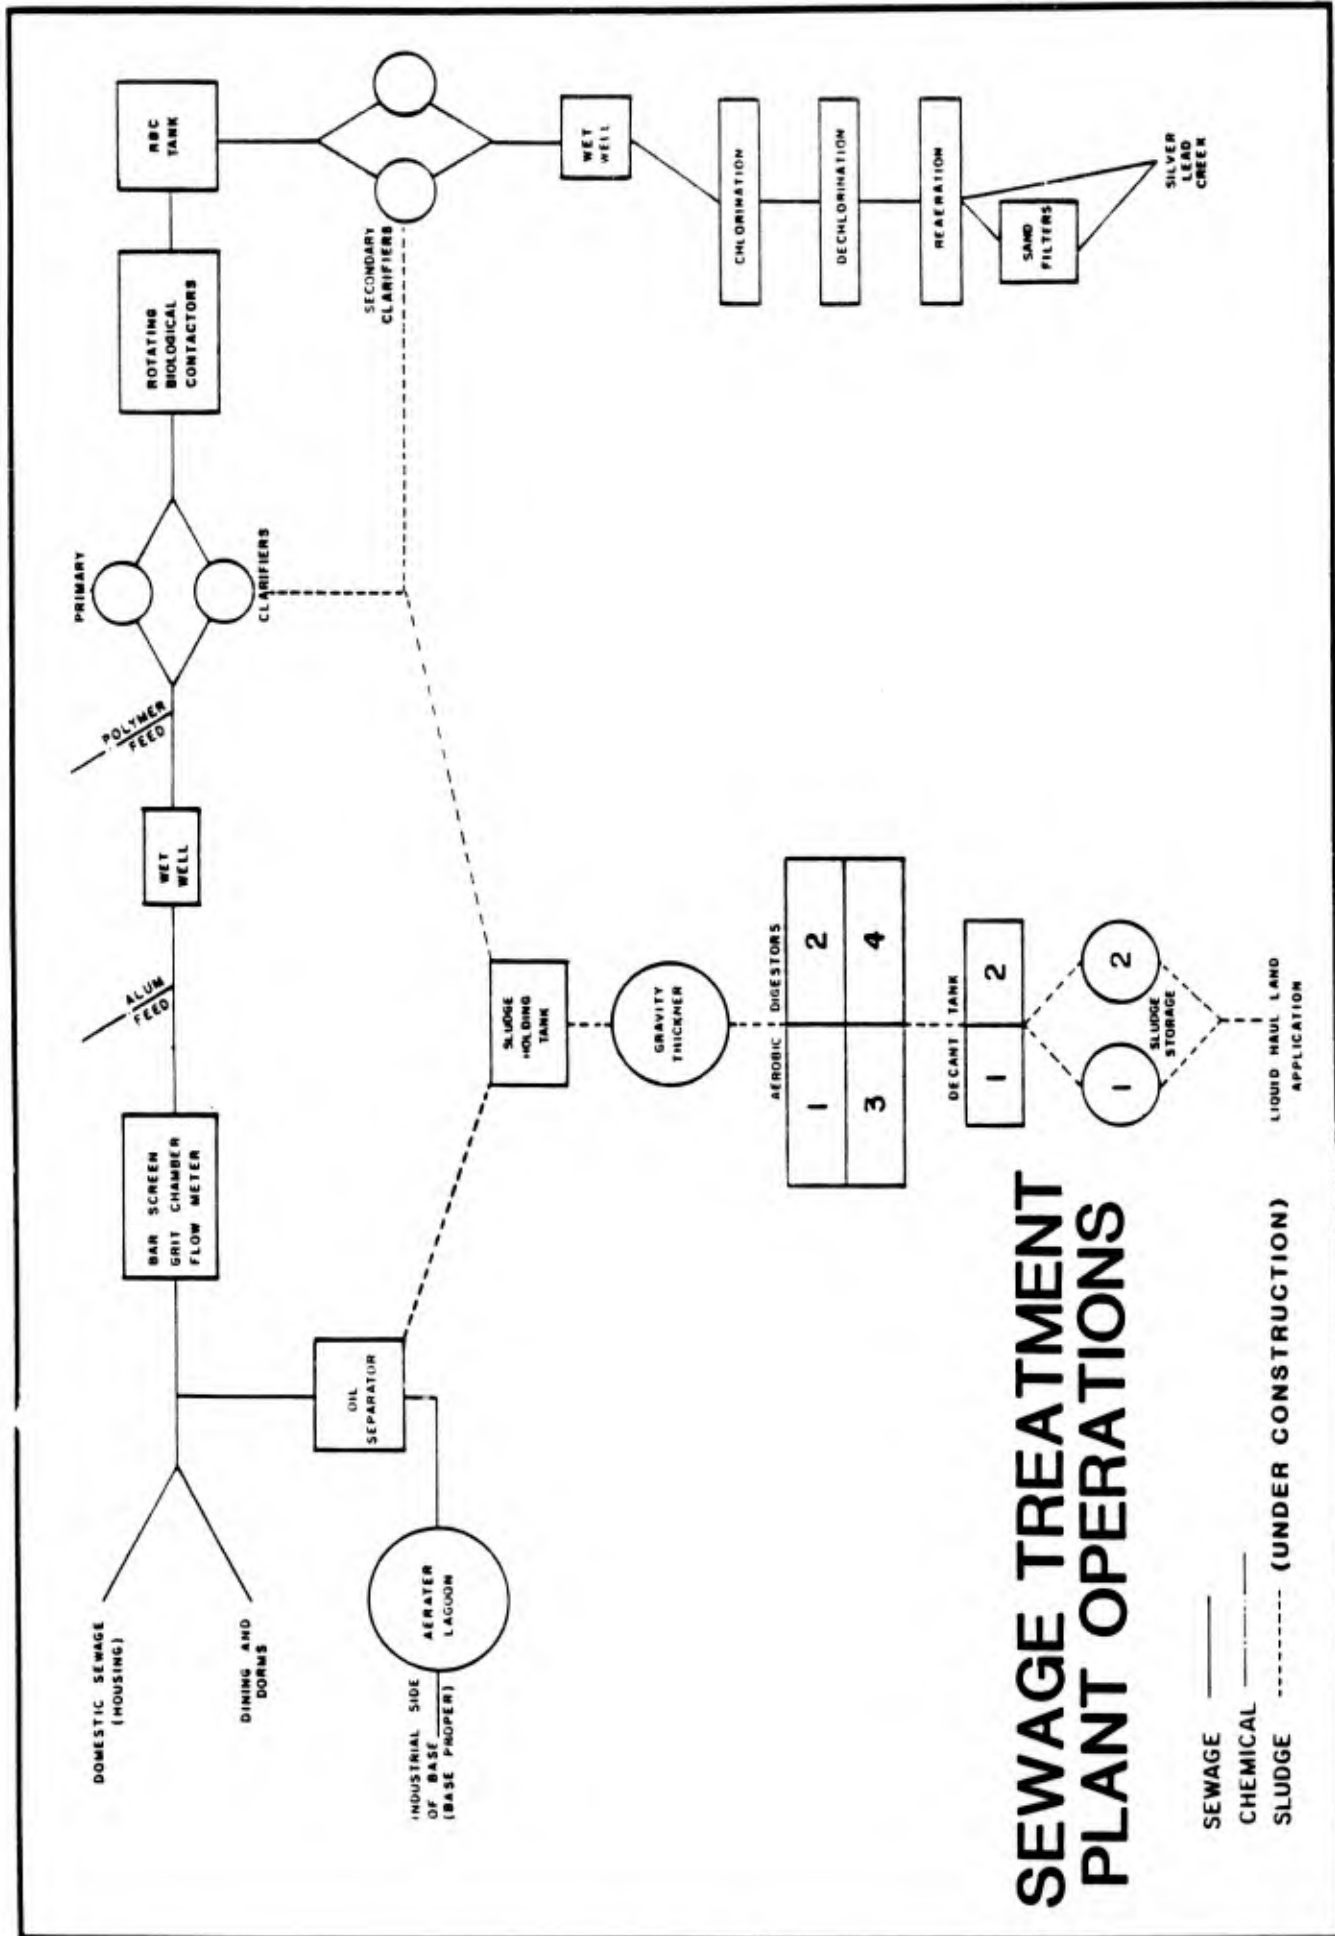 DOMESTIC SEWAGE
(HOUSING)
DINING AND
DORMS
INDUSTRIAL SIDE
OF BASE
(BASE PROPER)
AERATER
LAGOON
OIL
SEPARATOR
BAR SCREEN
GRIT CHAMBER
FLOW METER
ALUM
FEED
WET
WELL
POLYMER
FEED
PRIMARY
CLARIFIERS
ROTATING
BIOLOGICAL
CONTACTORS
RBC
TANK
SECONDARY
CLARIFIERS
WET
WELL
CHLORINATION
DECHLORINATION
REAERATION
SAND
FILTERS
SILVER
LEAD
CREEK
SLUDGE
HOLDING
TANK
GRAVITY
THICKNER
AEROBIC DIGESTORS
1 2
3 4
DECANT TANK
1 2
1 2
SLUDGE
STORAGE
LIQUID HAUL LAND
APPLICATION
SEWAGE TREATMENT
PLANT OPERATIONS
SEWAGE
CHEMICAL
SLUDGE (UNDER CONSTRUCTION)